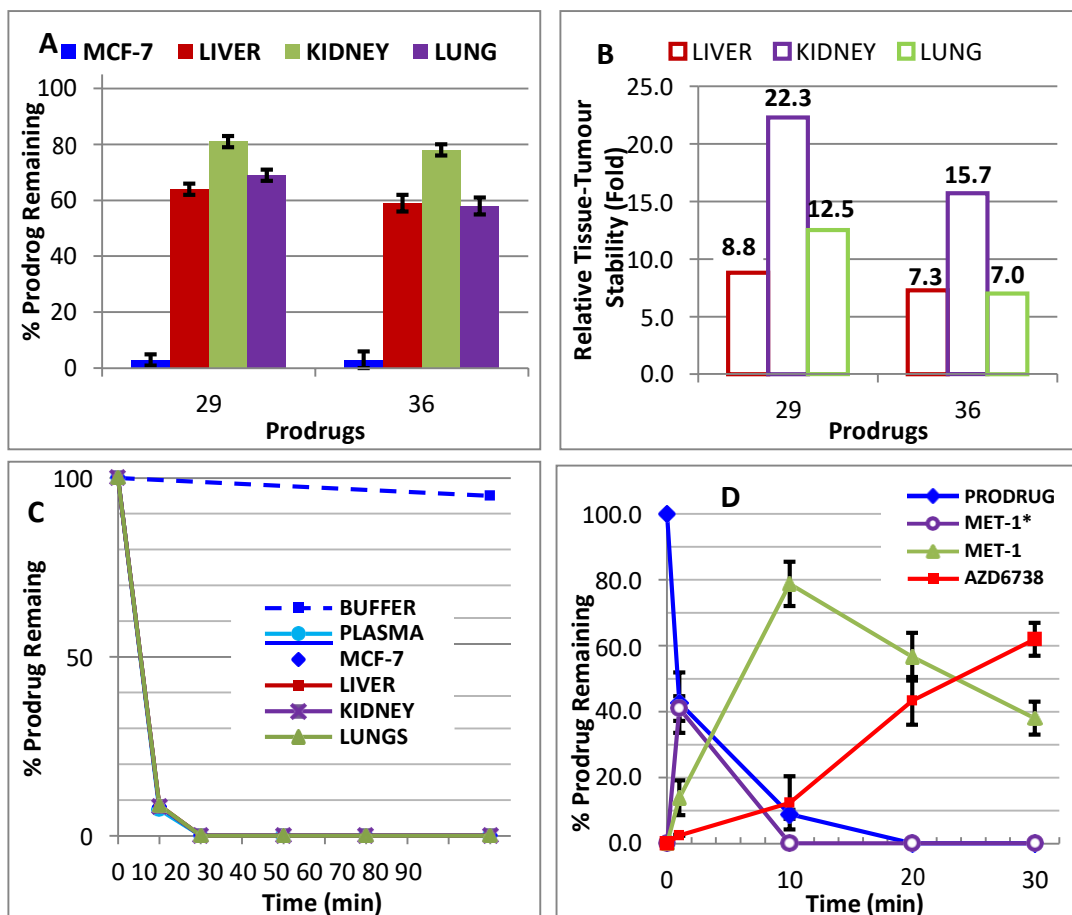 A
MCF-7 LIVER KIDNEY LUNG
% Prodrog Remaining
100
80
60
40
20
0
29 36
Prodrugs
B
LIVER KIDNEY LUNG
Relative Tissue-Tumour
Stability (Fold)
25.0
20.0
15.0
10.0
5.0
0.0
8.8
22.3
12.5
7.3
15.7
7.0
29 36
Prodrugs
C
% Prodrug Remaing
100
50
0
BUFFER
PLASMA
MCF-7
LIVER
KIDNEY
LUNGS
0 10 20 30 40 50 60 70 80 90
Time (min)
D
PRODRUG
MET-1*
MET-1
AZD6738
% Prodrug Remaining
100.0
80.0
60.0
40.0
20.0
0.0
0 10 20 30
Time (min)